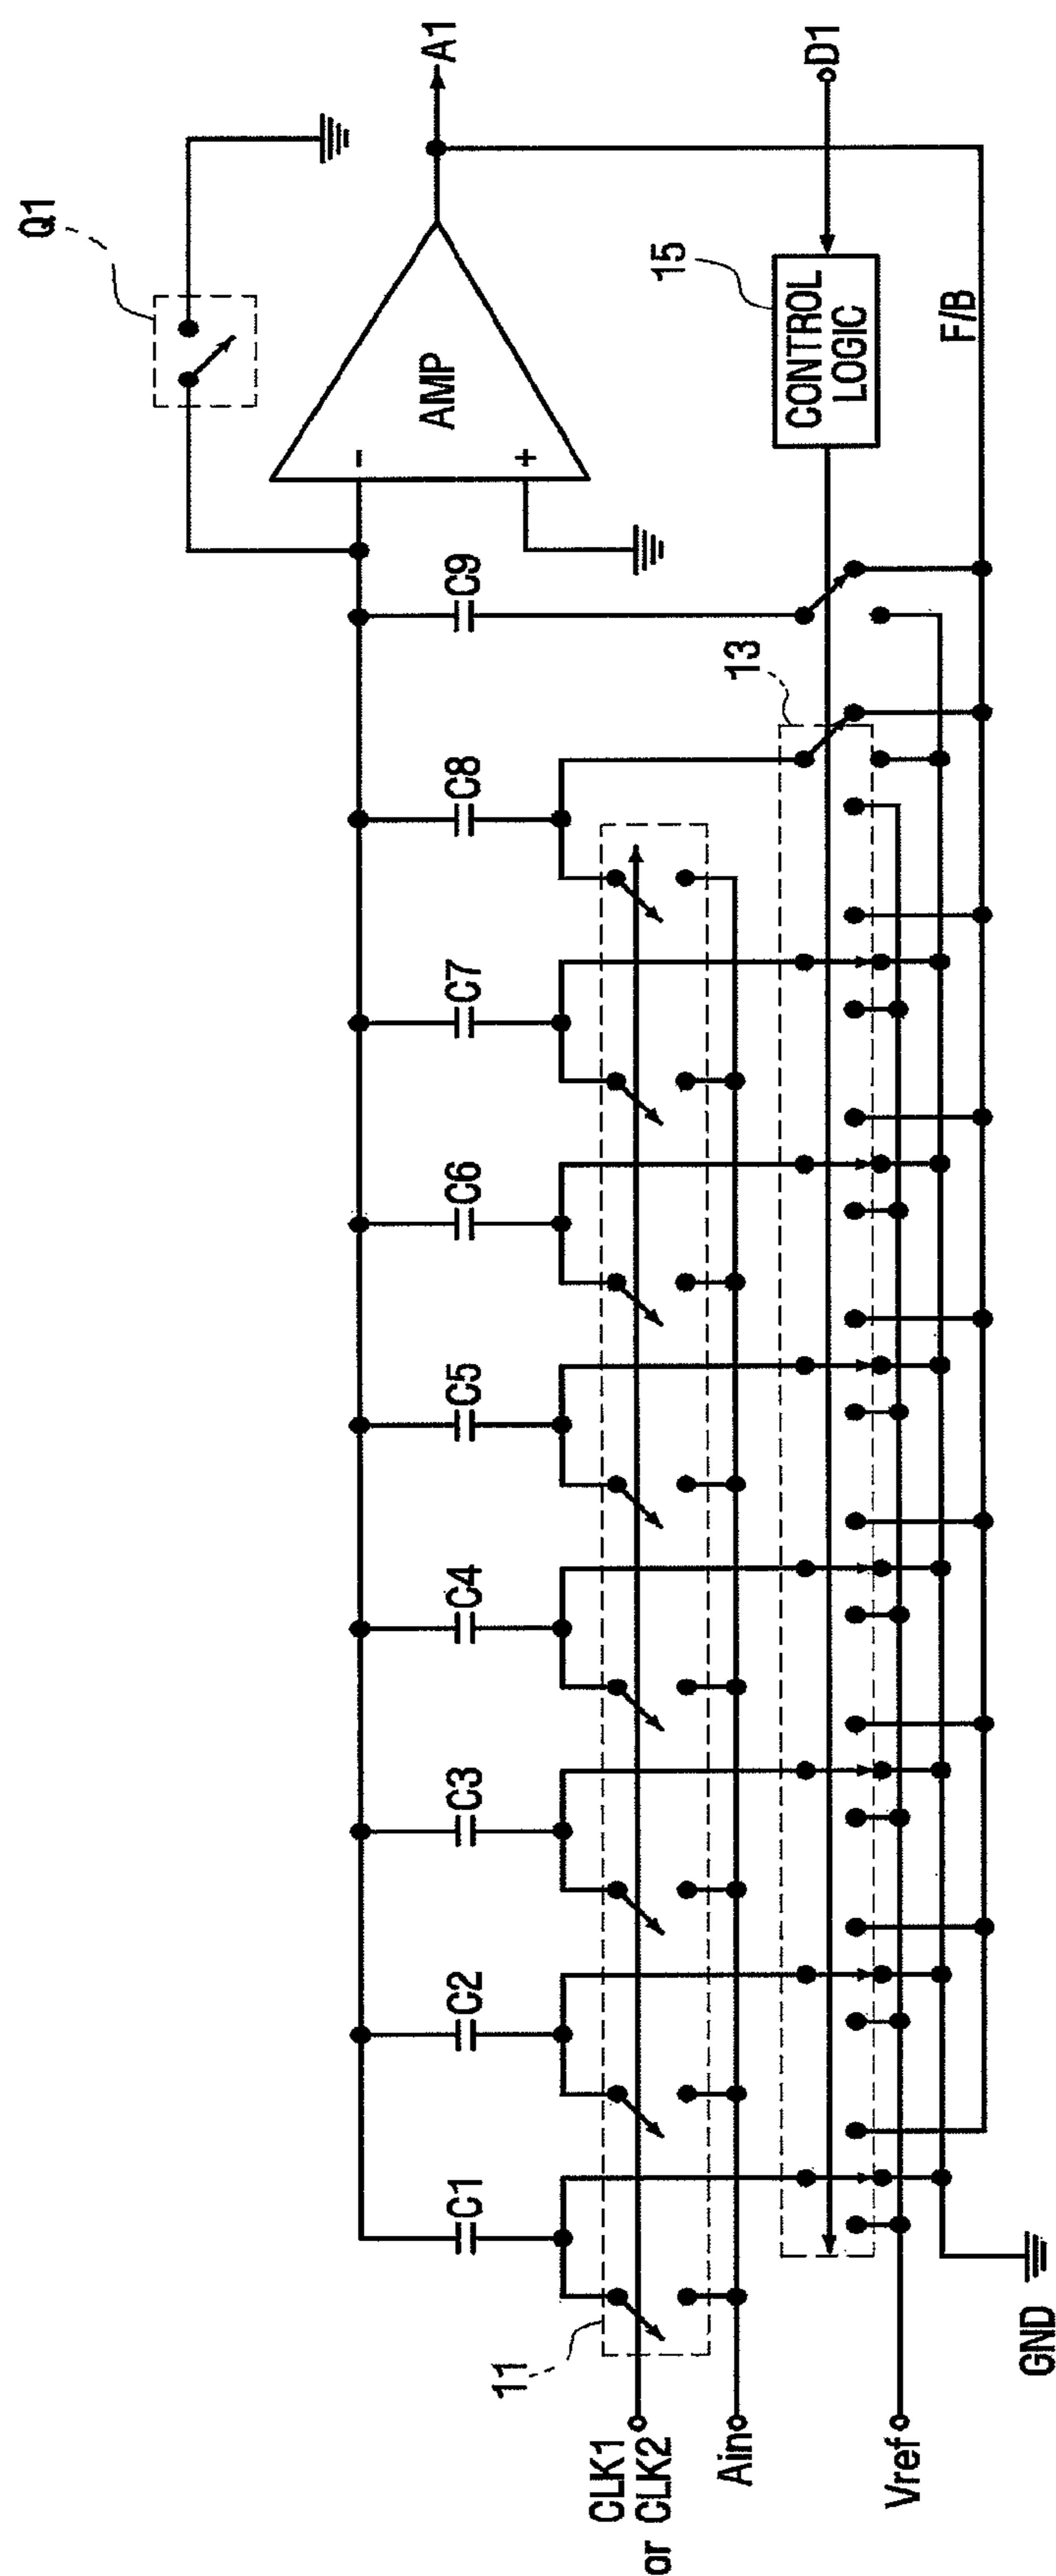 Q1
A1
AMP
-
+
15
D1
CONTROL
LOGIC
F/B
13
C1
C2
C3
C4
C5
C6
C7
C8
C9
11
CLK1
or CLK2
Ain
Vref
GND